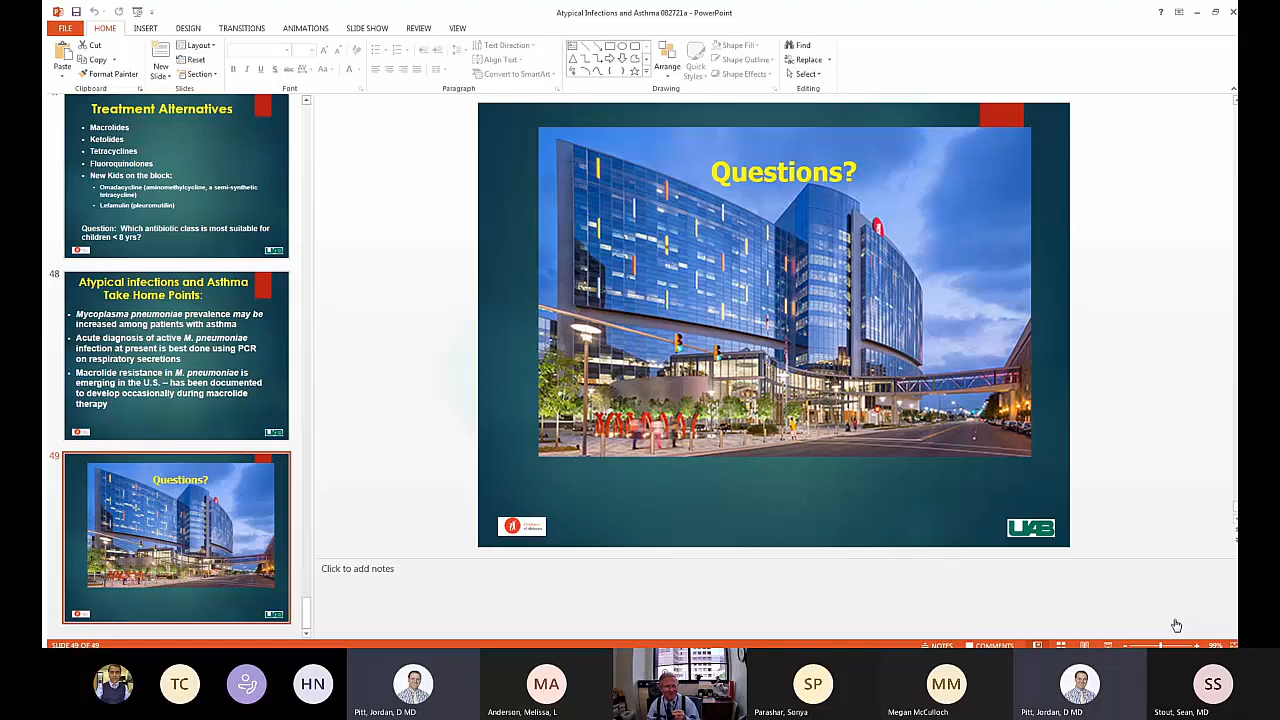 Atypical Infections and Asthma 082721a - PowerPoint
FILE HOME INSERT DESIGN TRANSITIONS ANIMATIONS SLIDE SHOW REVIEW VIEW
Paste
Cut
Copy
Format Painter
Clipboard
New
Slide
Layout
Reset
Section
Slides
Font
Text Direction
Align Text
Convert to SmartArt
Paragraph
Arrange
Quick
Styles
Shape Fill
Shape Outline
Shape Effects
Drawing
Find
Replace
Select
Editing
Treatment Alternatives
• Macrolides
• Ketolides
• Tetracyclines
• Fluoroquinolones
• New Kids on the block:
Omadacycline (aminomethylcycline, a semi-synthetic
tetracycline)
Lefamulin (pleuromutilin)
Question: Which antibiotic class is most suitable for
children < 8 yrs?
48
Atypical infections and Asthma
Take Home Points:
• Mycoplasma pneumoniae prevalence may be
increased among patients with asthma
• Acute diagnosis of active M. pneumoniae
infection at present is best done using PCR
on respiratory secretions
• Macrolide resistance in M. pneumoniae is
emerging in the U.S. – has been documented
to develop occasionally during macrolide
therapy
49
Questions?
Questions?
Children's
of Alabama
UAB
Click to add notes
SLIDE 49 OF 49
NOTES
COMMENTS
99%
TC
HN
Pitt, Jordan, D MD
MA
Anderson, Melissa, L
SP
Parashar, Sonya
MM
Megan McCulloch
Pitt, Jordan, D MD
SS
Stout, Sean, MD